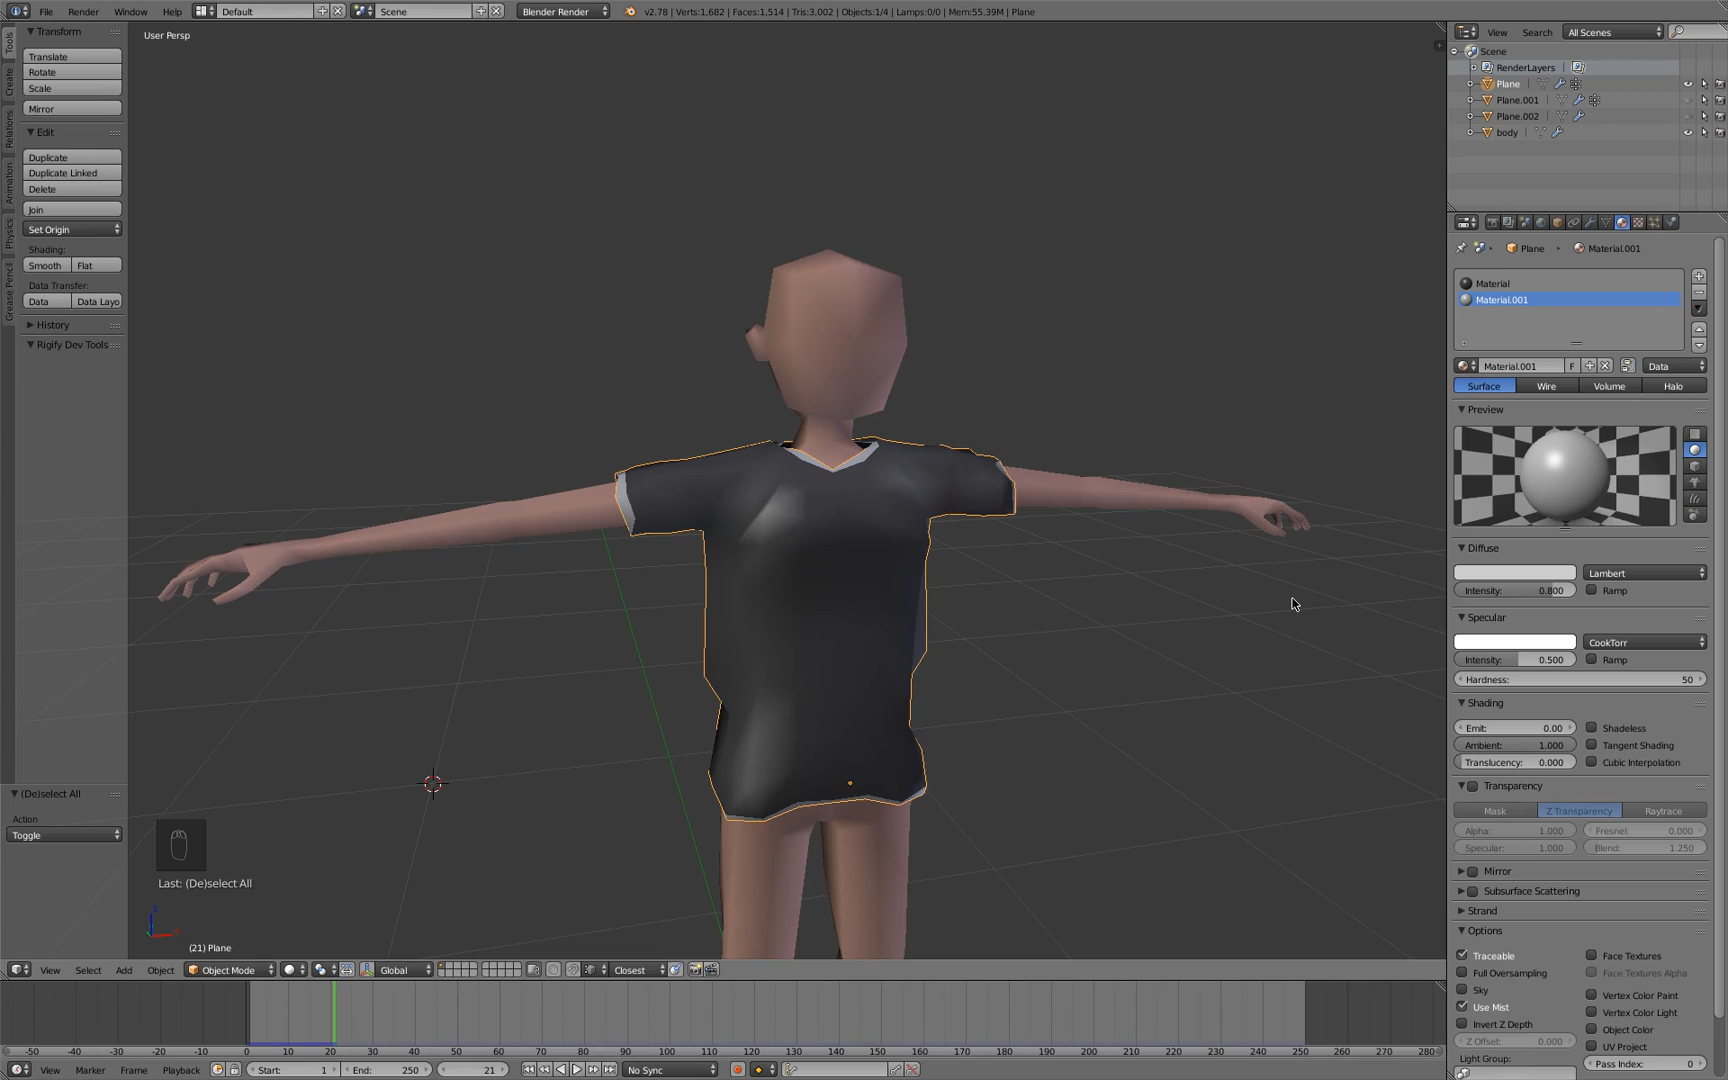 File Render Window Help Default Scene Blender Render v2.78 | Verts:1,682 | Faces:1,514 | Tris:3,002 | Objects:1/4 | Lamps:0/0 | Mem:55.39M | Plane
Tools
Create
Relations
Animation
Physics
Grease Pencil
Transform
Translate
Rotate
Scale
Mirror
Edit
Duplicate
Duplicate Linked
Delete
Join
Set Origin
Shading:
Smooth Flat
Data Transfer:
Data Data Layo
History
Rigify Dev Tools
(De)select All
Action
Toggle
User Persp
Last: (De)select All
(21) Plane
View Select Add Object Object Mode Global Closest
-50 -40 -30 -20 -10 0 10 20 30 40 50 60 70 80 90 100 110 120 130 140 150 160 170 180 190 200 210 220 230 240 250 260 270 280
View Marker Frame Playback Start: 1 End: 250 21 No Sync
View Search All Scenes
Scene
RenderLayers
Plane
Plane.001
Plane.002
body
Plane Material.001
Material
Material.001
Material.001 F Data
Surface Wire Volume Halo
Preview
Diffuse
Lambert
Intensity: 0.800 Ramp
Specular
CookTorr
Intensity: 0.500 Ramp
Hardness: 50
Shading
Emit: 0.00 Shadeless
Ambient: 1.000 Tangent Shading
Translucency: 0.000 Cubic Interpolation
Transparency
Mask Z Transparency Raytrace
Alpha: 1.000 Fresnel: 0.000
Specular: 1.000 Blend: 1.250
Mirror
Subsurface Scattering
Strand
Options
Traceable Face Textures
Full Oversampling Face Textures Alpha
Sky Vertex Color Paint
Use Mist Vertex Color Light
Invert Z Depth Object Color
Z Offset: 0.000 UV Project
Light Group: Pass Index: 0